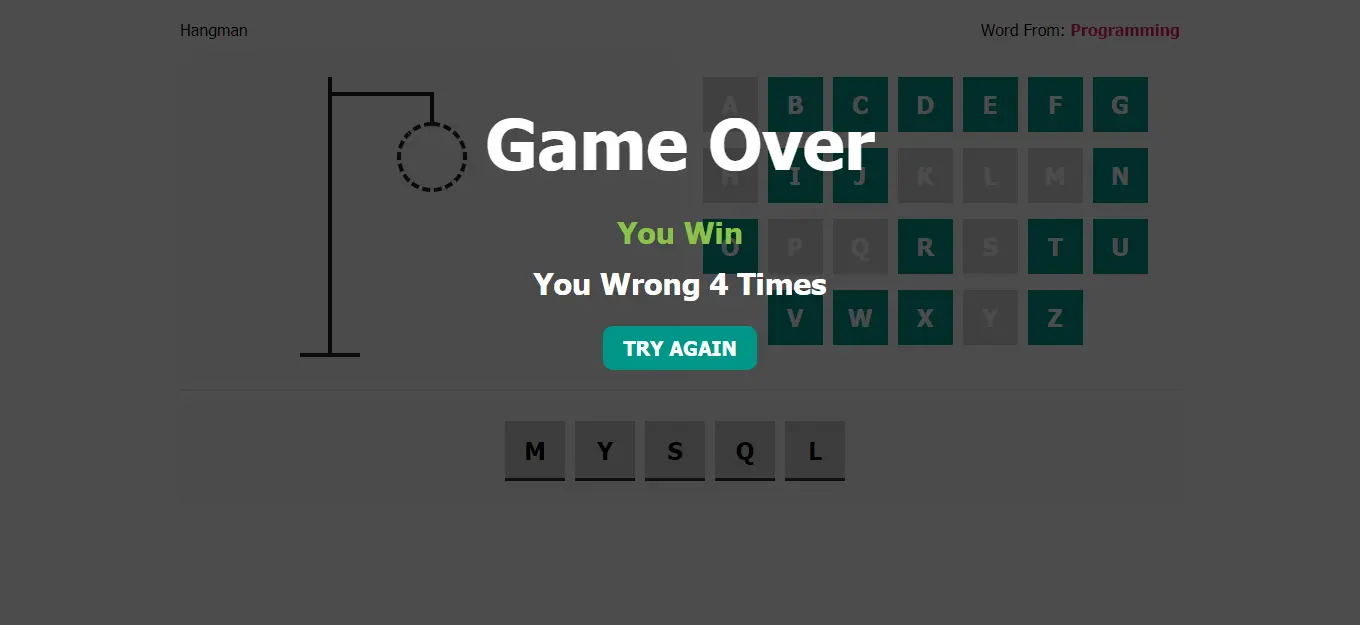 Hangman
Word From: Programming
A B C D E F G
H I J K L M N
O P Q R S T U
V W X Y Z
Game Over
You Win
You Wrong 4 Times
TRY AGAIN
M Y S Q L